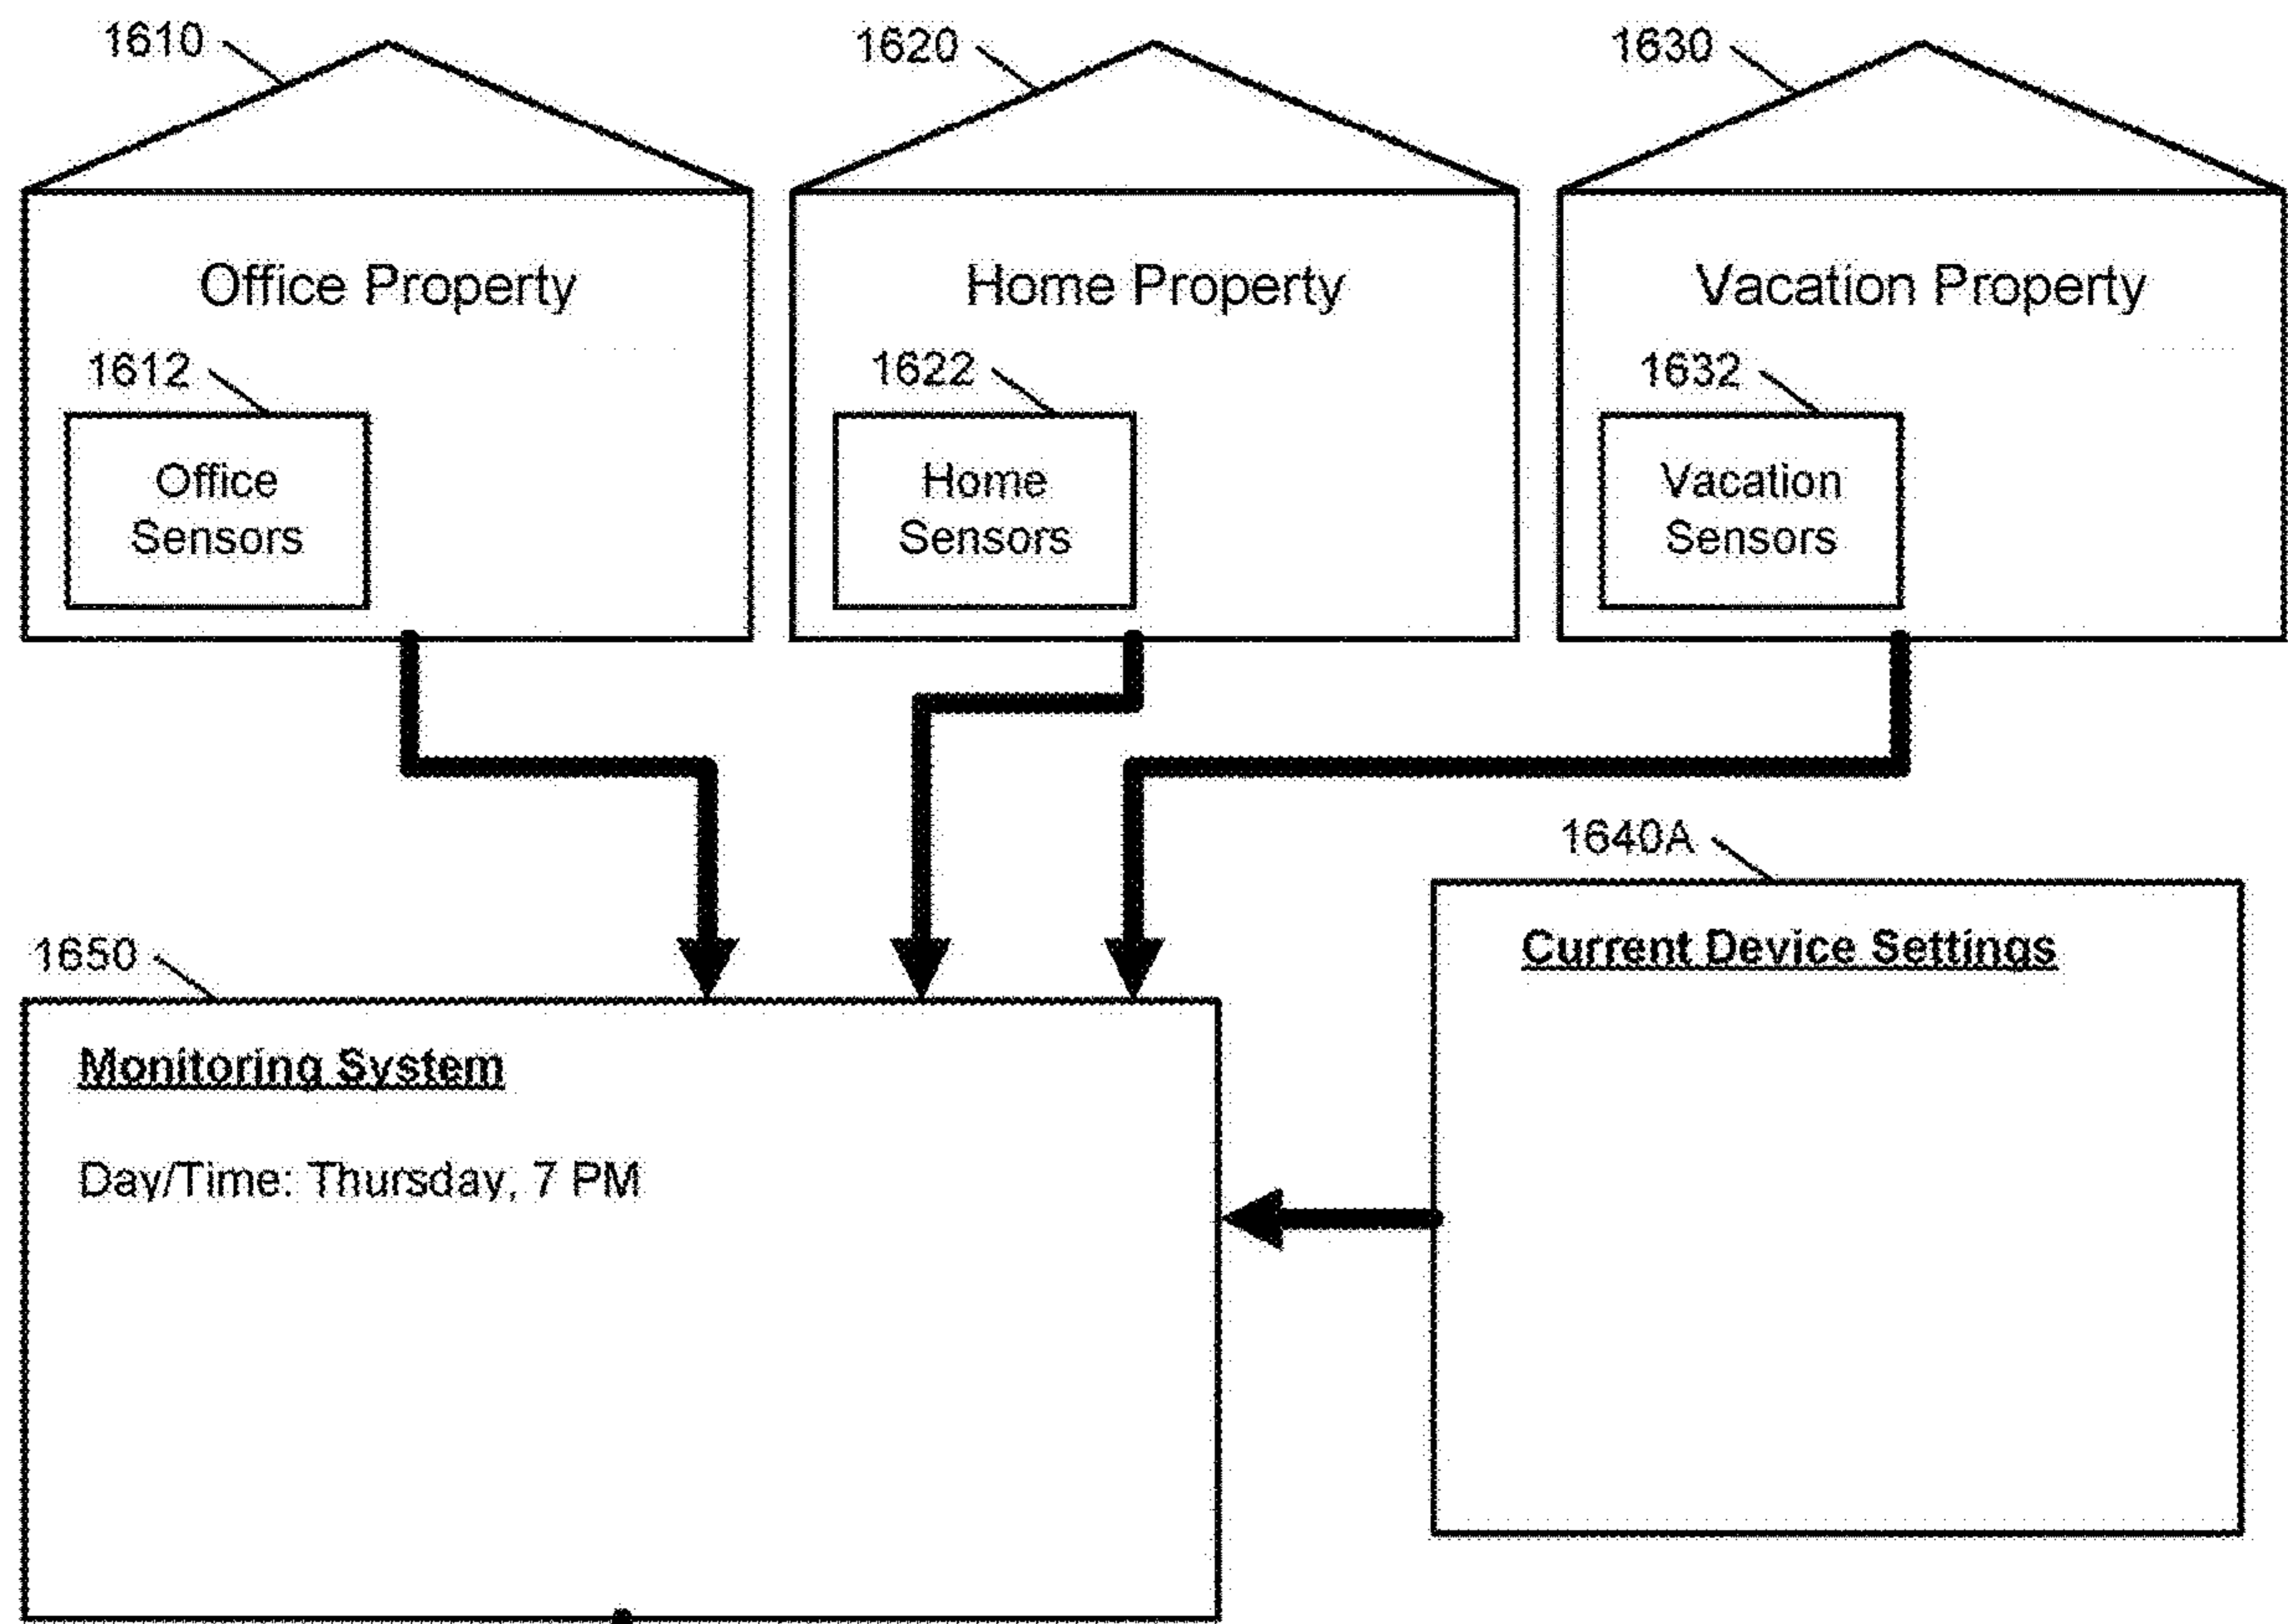 1610
1620
1630
Office Property
Home Property
Vacation Property
1612
1622
1632
Office
Sensors
Home
Sensors
Vacation
Sensors
1640A
Current Device Settings
1650
Monitoring System
Day/Time: Thursday, 7 PM